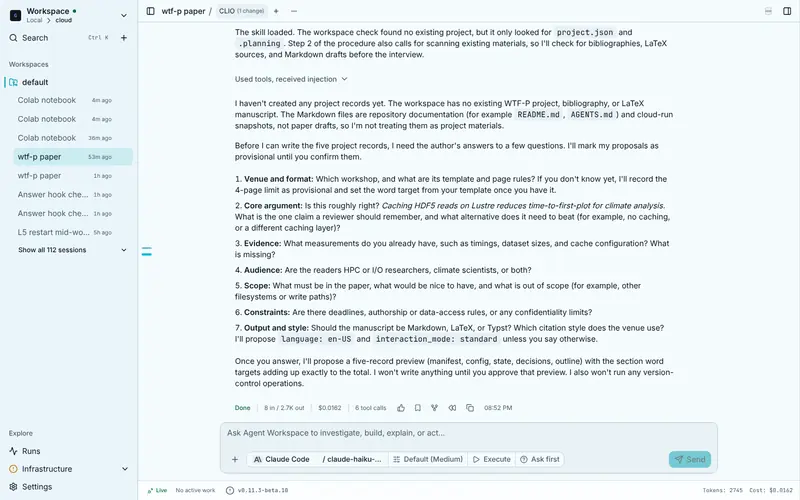 Workspace
Local > cloud
Search Ctrl K
Workspaces
default
Colab notebook 4m ago
Colab notebook 4m ago
Colab notebook 36m ago
wtf-p paper 53m ago
wtf-p paper 1h ago
Answer hook che... 1h ago
Answer hook che... 1h ago
L5 restart mid-wo... 5h ago
Show all 112 sessions
Explore
Runs
Infrastructure
Settings
wtf-p paper / CLIO (1 change)
The skill loaded. The workspace check found no existing project, but it only looked for project.json and
.planning. Step 2 of the procedure also calls for scanning existing materials, so I'll check for bibliographies, LaTeX
sources, and Markdown drafts before the interview.
Used tools, received injection
I haven't created any project records yet. The workspace has no existing WTF-P project, bibliography, or LaTeX
manuscript. The Markdown files are repository documentation (for example README.md, AGENTS.md) and cloud-run
snapshots, not paper drafts, so I'm not treating them as project materials.
Before I can write the five project records, I need the author's answers to a few questions. I'll mark my proposals as
provisional until you confirm them.
1. Venue and format: Which workshop, and what are its template and page rules? If you don't know yet, I'll record the
4-page limit as provisional and set the word target from your template once you have it.
2. Core argument: Is this roughly right? Caching HDF5 reads on Lustre reduces time-to-first-plot for climate analysis.
What is the one claim a reviewer should remember, and what alternative does it need to beat (for example, no caching,
or a different caching layer)?
3. Evidence: What measurements do you already have, such as timings, dataset sizes, and cache configuration? What
is missing?
4. Audience: Are the readers HPC or I/O researchers, climate scientists, or both?
5. Scope: What must be in the paper, what would be nice to have, and what is out of scope (for example, other
filesystems or write paths)?
6. Constraints: Are there deadlines, authorship or data-access rules, or any confidentiality limits?
7. Output and style: Should the manuscript be Markdown, LaTeX, or Typst? Which citation style does the venue use?
I'll propose language: en-US and interaction_mode: standard unless you say otherwise.
Once you answer, I'll propose a five-record preview (manifest, config, state, decisions, outline) with the section word
targets adding up exactly to the total. I won't write anything until you approve that preview. I also won't run any version-
control operations.
Done 8 in / 2.7K out $0.0162 6 tool calls 08:52 PM
Ask Agent Workspace to investigate, build, explain, or act...
Claude Code / claude-haiku-... Default (Medium) Execute Ask first Send
Live No active work v0.11.3-beta.10 Tokens: 2745 Cost: $0.0162